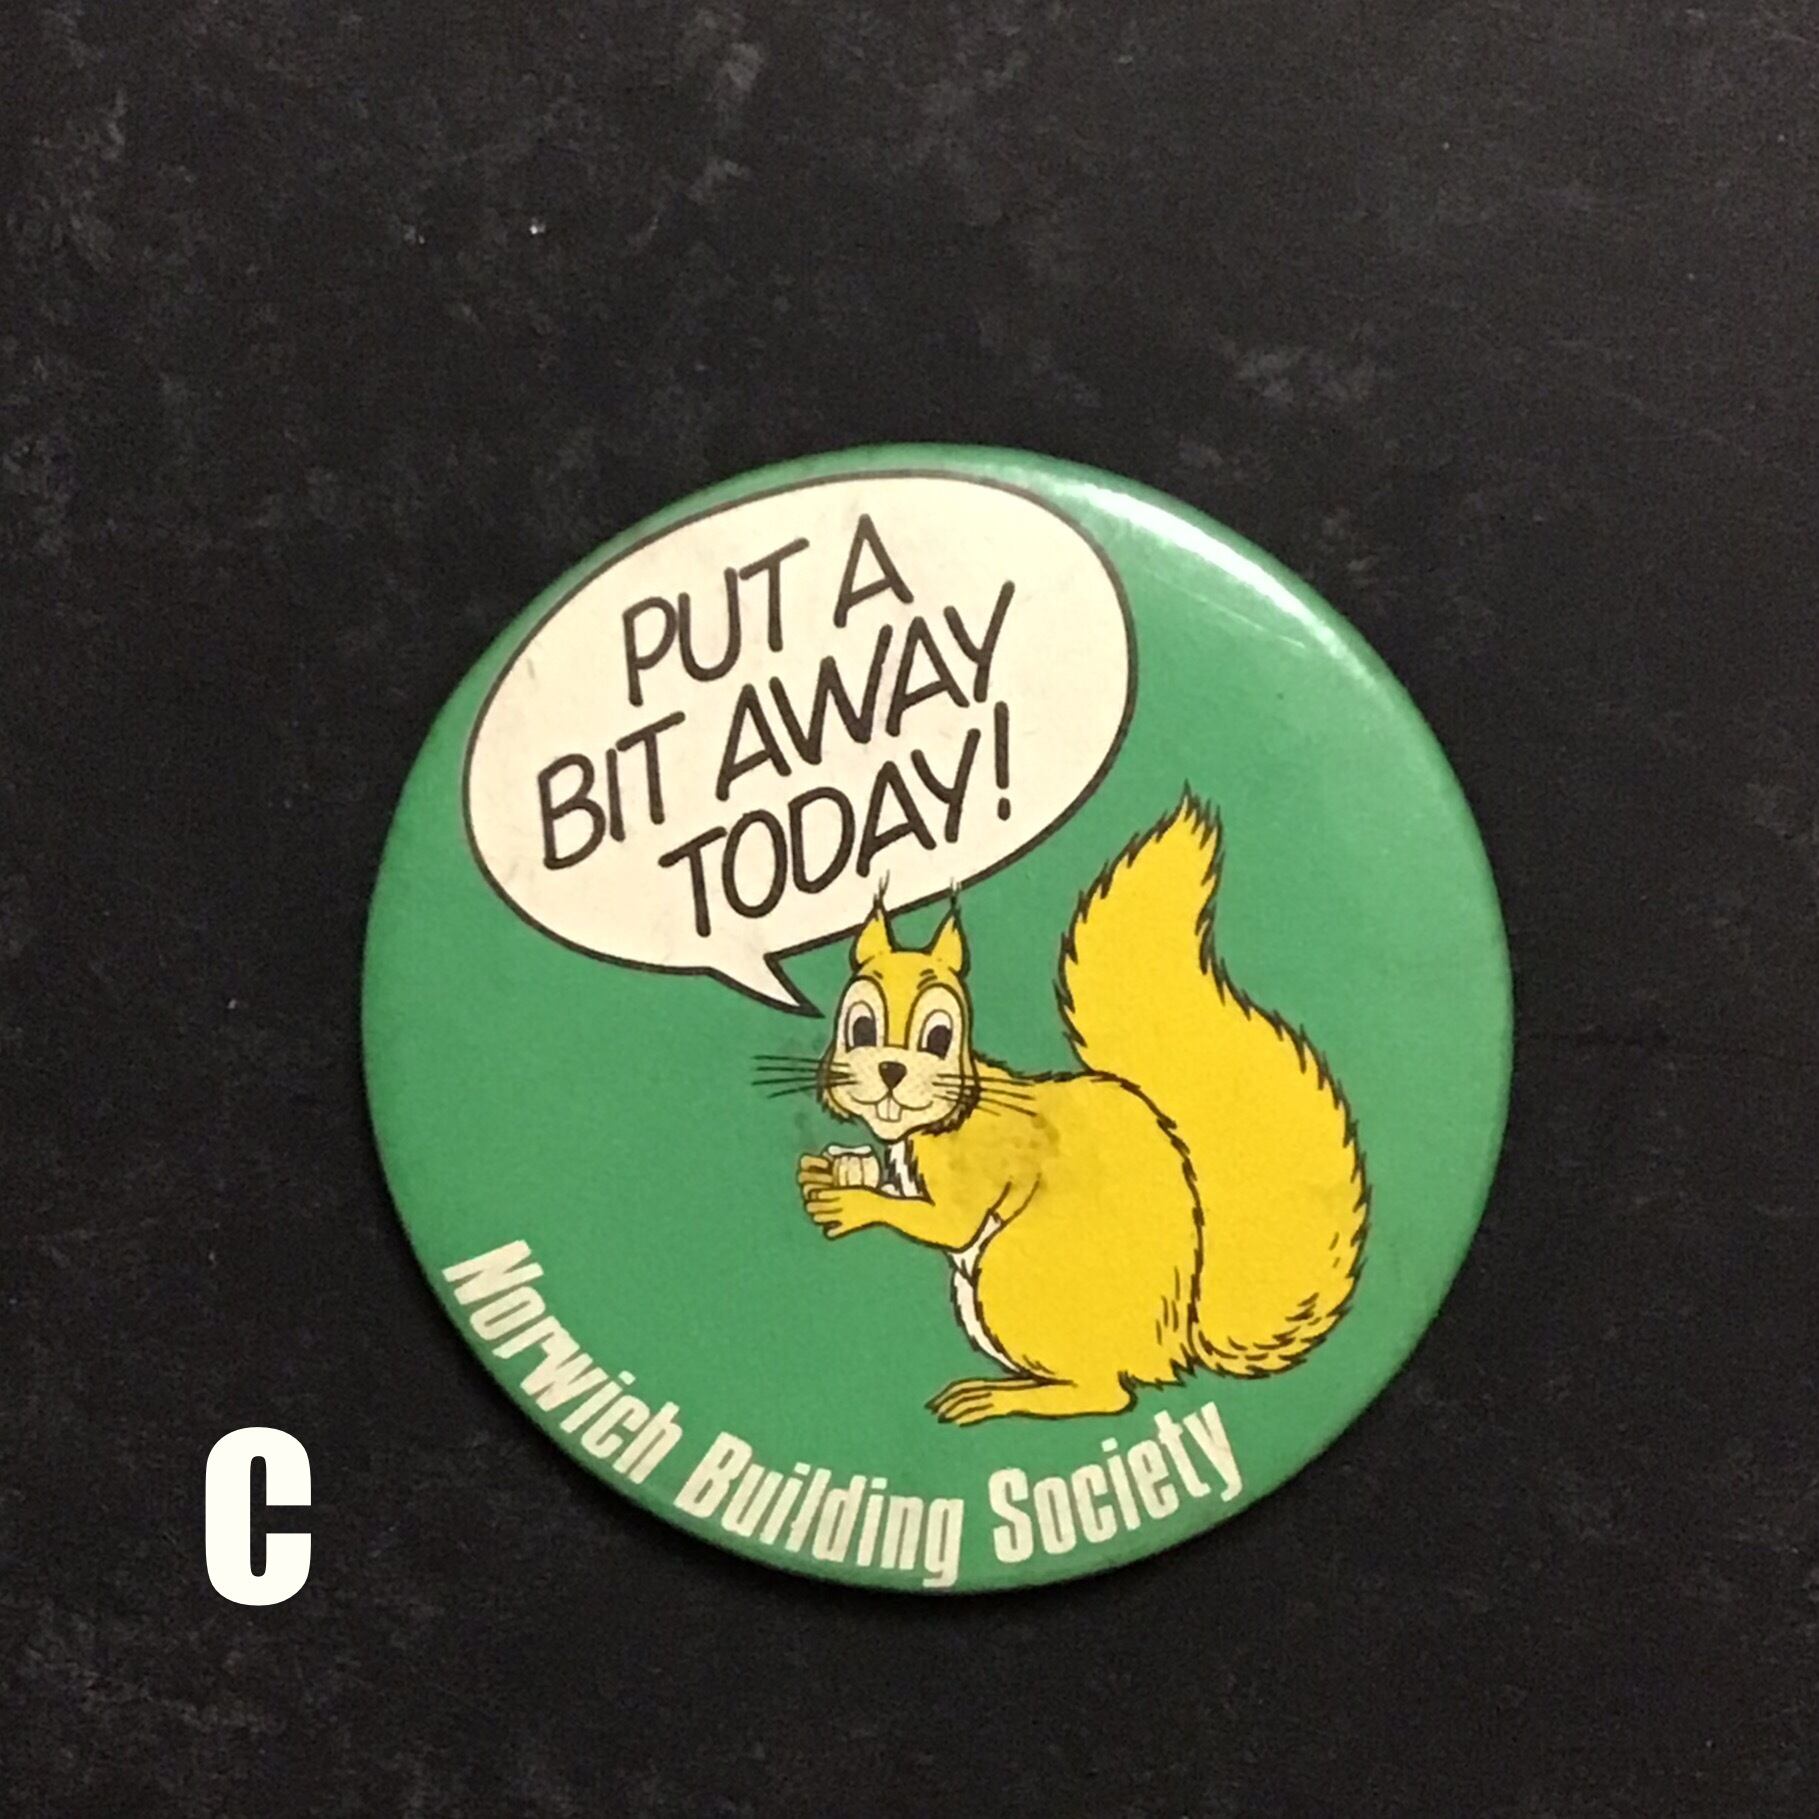 PUT A
BIT AWAY
TODAY!
Norwich Building Society
C